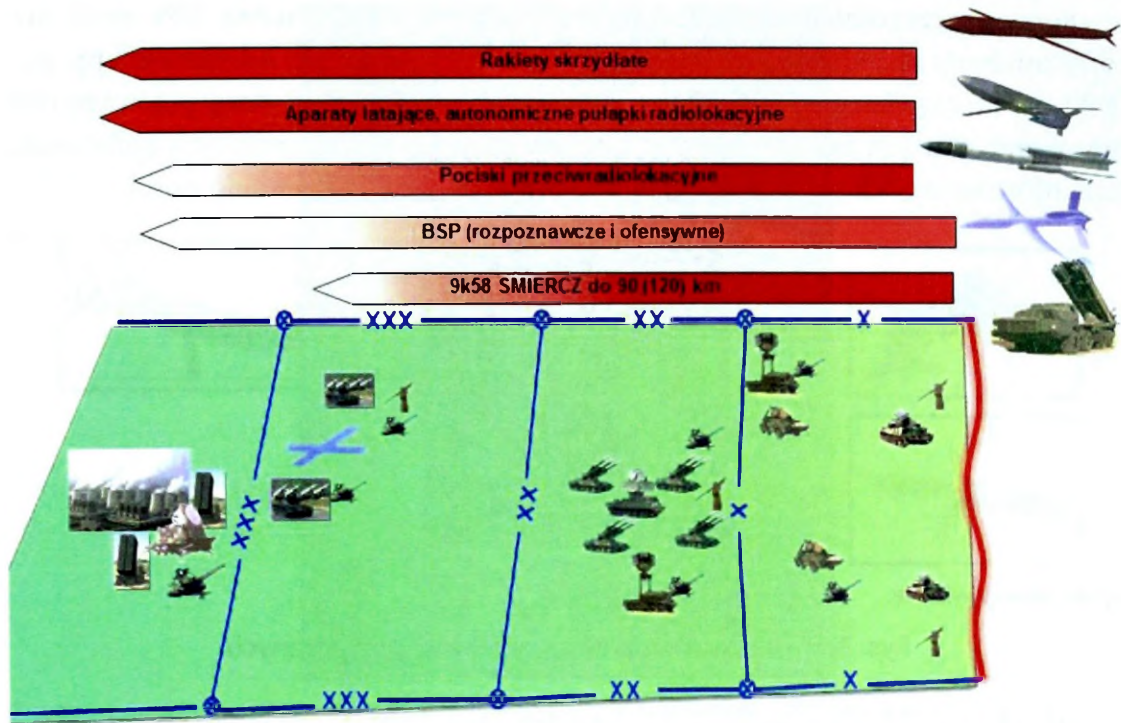 Rakiety skrzydlate
Aparaty latające, autonomiczne pułapki radiolokacyjne
Pociski przeciwradiolokacyjne
BSP (rozpoznawcze i ofensywne)
9k58 SMIERCZ do 90 (120) km
XXX XX X
XXX XX X
XXX XX X